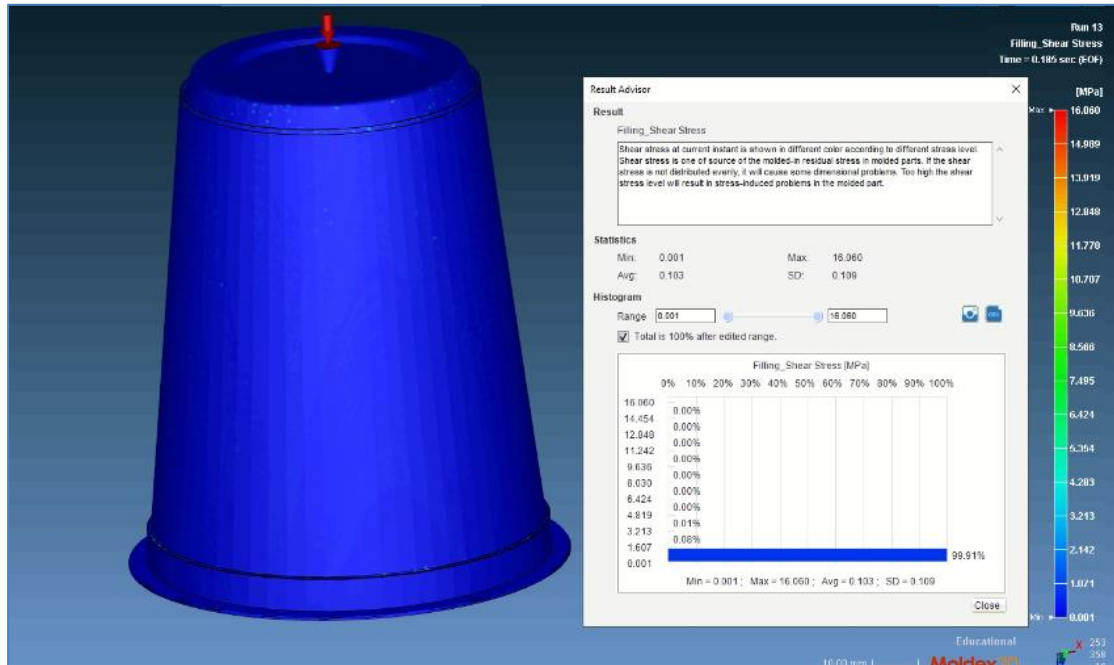 Run 13
Filling_Shear Stress
Time = 0.185 sec (EOF)
[MPa]
Max
16.060
14.989
13.919
12.848
11.778
10.707
9.636
8.566
7.495
6.424
5.354
4.283
3.213
2.142
1.071
Min
0.001
Result Advisor
Result
Filling_Shear Stress
Shear stress at current instant is shown in different color according to different stress level.
Shear stress is one of source of the molded-in residual stress in molded parts. If the shear
stress is not distributed evenly, it will cause some dimensional problems. Too high the shear
stress level will result in stress-induced problems in the molded part.
Statistics
Min: 0.001 Max: 16.060
Avg: 0.103 SD: 0.109
Histogram
Range 0.001 16.060
Total is 100% after edited range.
Filling_Shear Stress [MPa]
0% 10% 20% 30% 40% 50% 60% 70% 80% 90% 100%
16.060
0.00%
14.454
0.00%
12.848
0.00%
11.242
0.00%
9.636
0.00%
8.030
0.00%
6.424
0.00%
4.819
0.01%
3.213
0.08%
1.607
99.91%
0.001
Min = 0.001 ; Max = 16.060 ; Avg = 0.103 ; SD = 0.109
Close
Educational
X 253
358
10.00 mm
Moldex